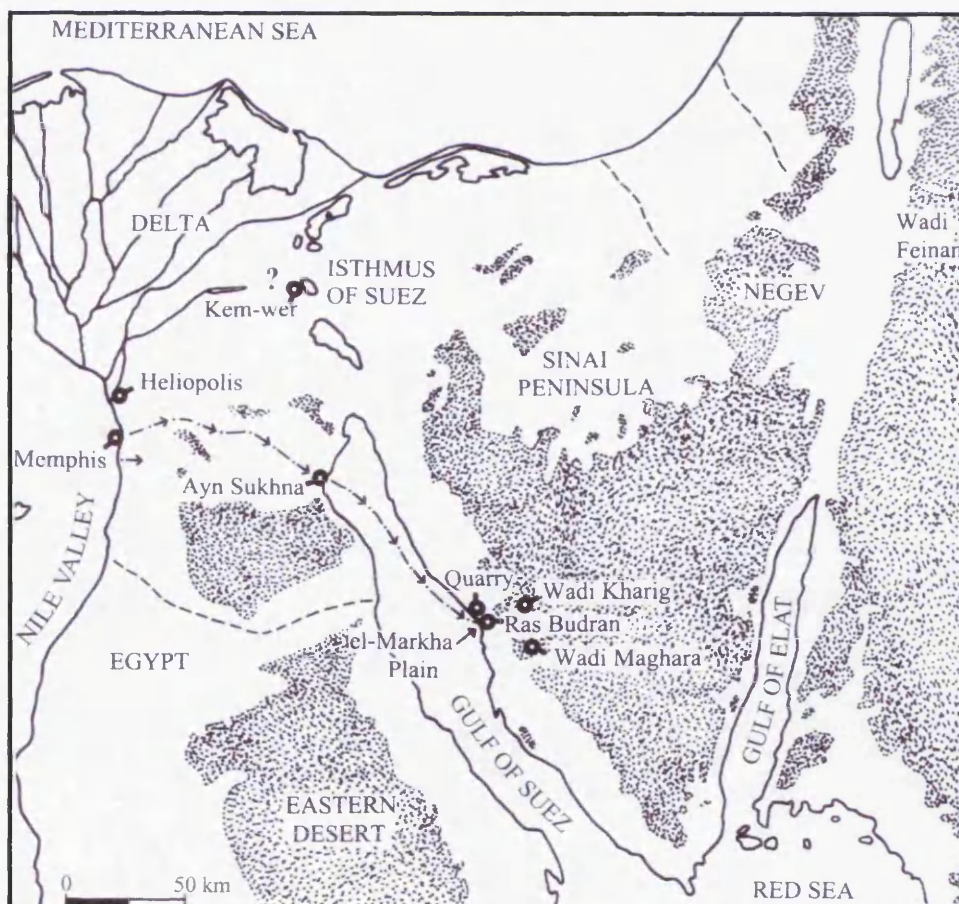 MEDITERRANEAN SEA
DELTA
?
Kem-wer
ISTHMUS
OF SUEZ
Wadi
Feinan
NEGEV
SINAI
PENINSULA
Heliopolis
Memphis
Ayn Sukhna
NILE VALLEY
Quarry
Wadi Kharig
Ras Budran
el-Markha
Plain
Wadi Maghara
EGYPT
GULF OF SUEZ
GULF OF ELAT
EASTERN
DESERT
0 50 km
RED SEA